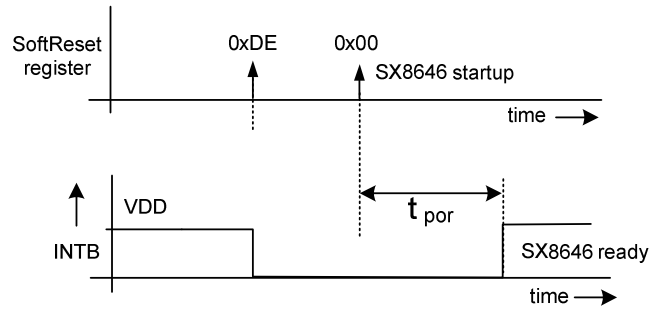 SoftReset
register
0xDE
0x00
SX8646 startup
time
t por
VDD
INTB
SX8646 ready
time